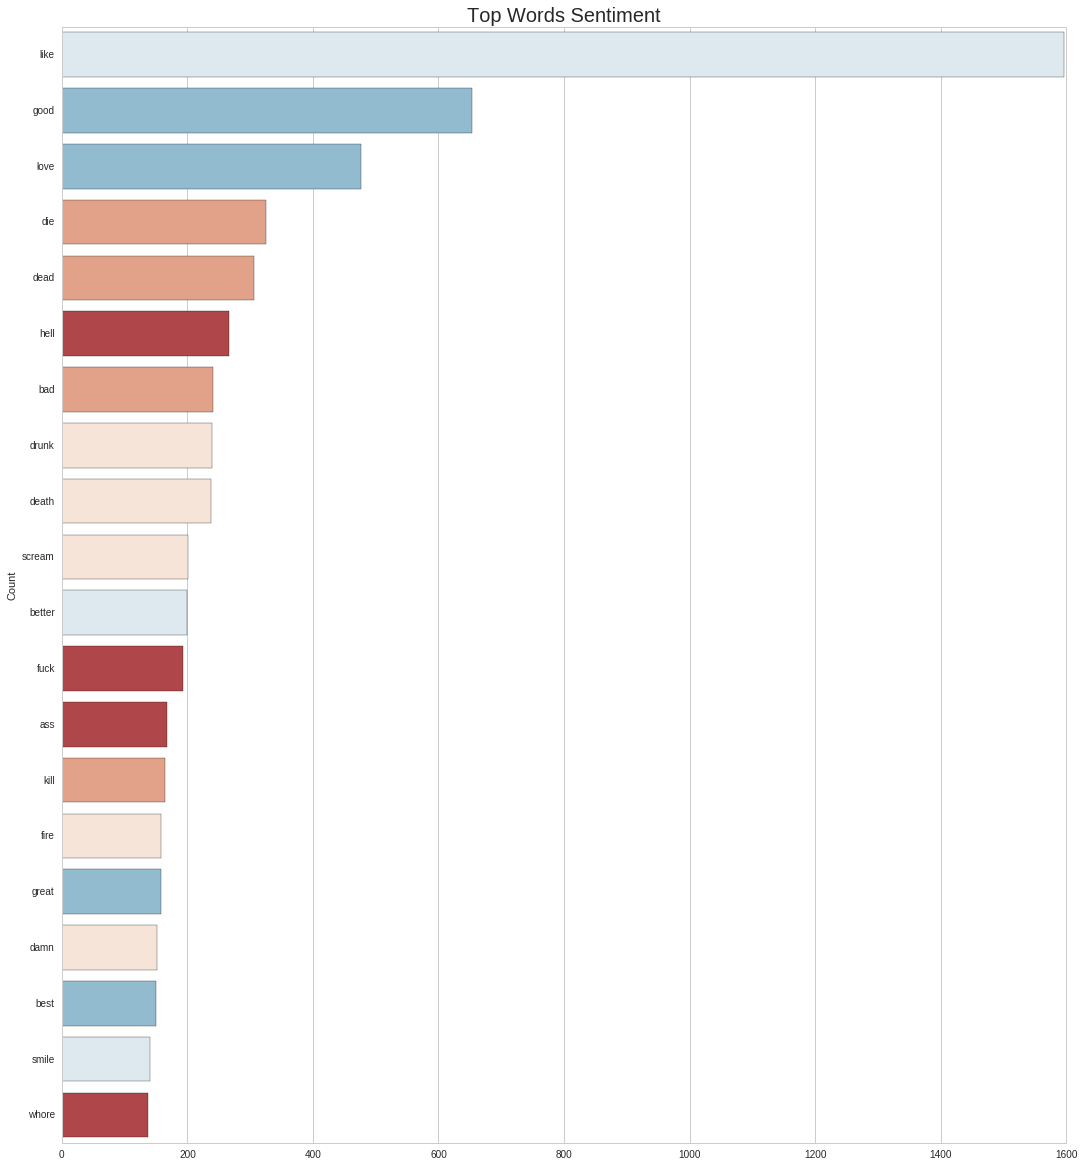 Top Words Sentiment
like
good
love
die
dead
hell
bad
drunk
death
scream
better
fuck
ass
kill
fire
great
damn
best
smile
whore
Count
0 200 400 600 800 1000 1200 1400 1600